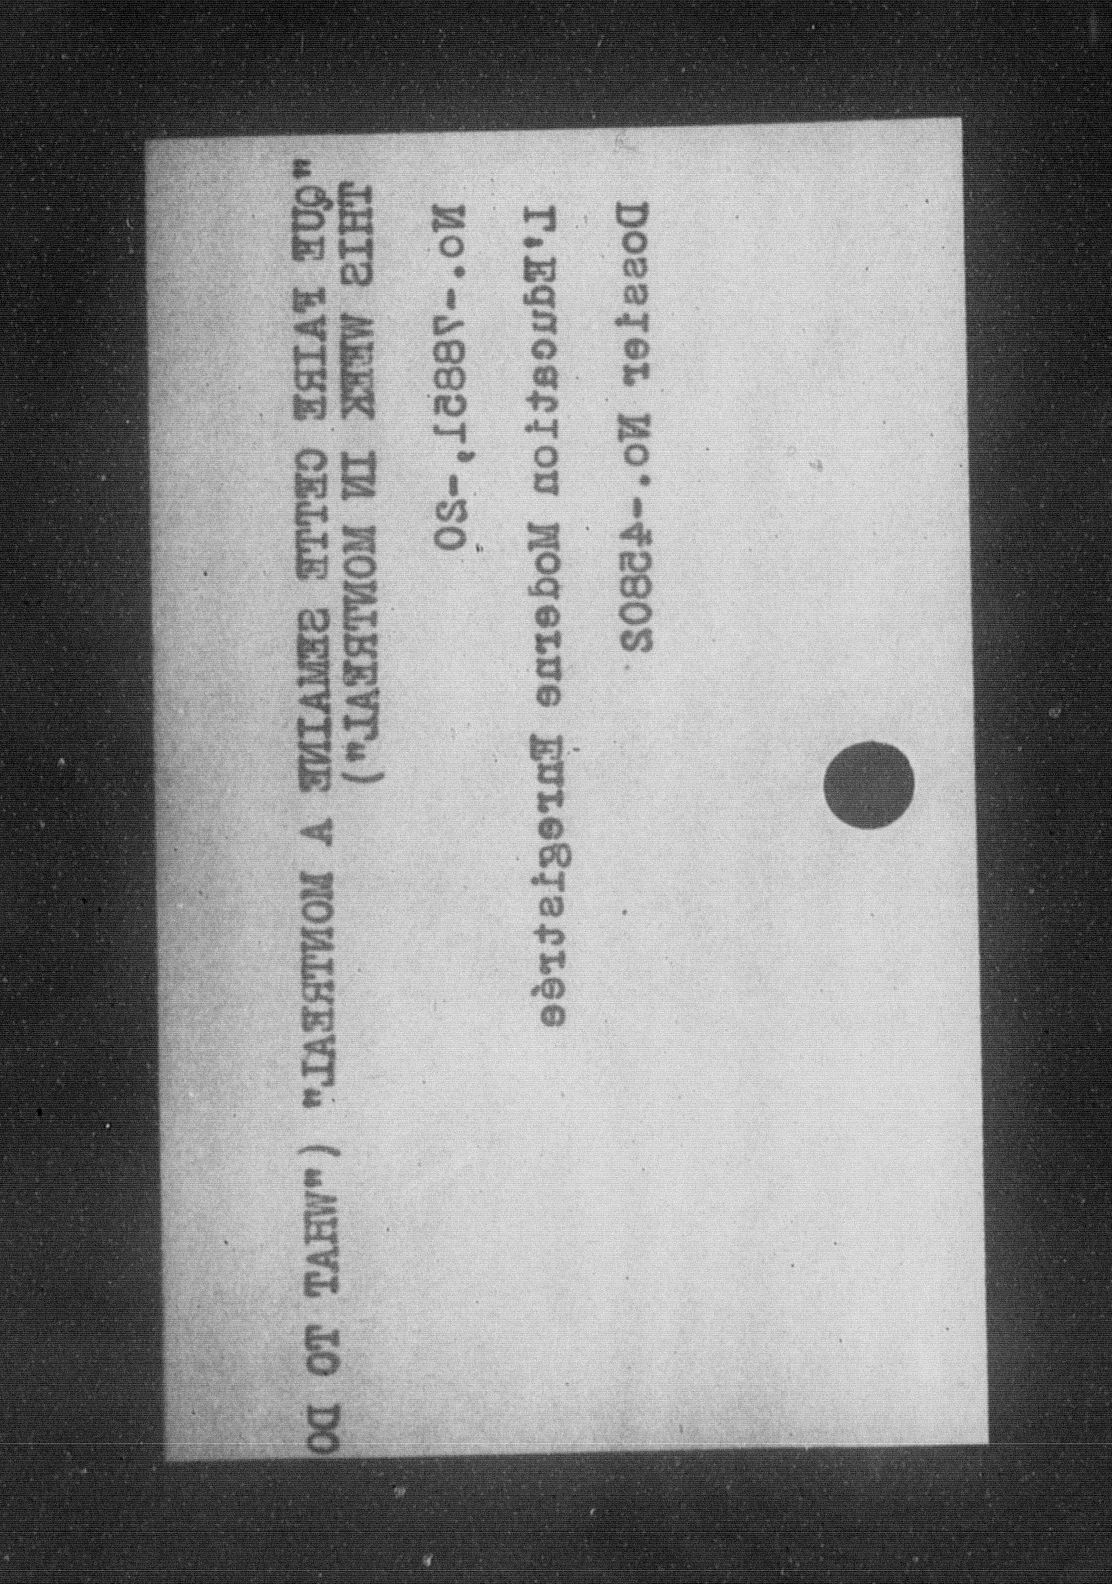 "QUE FAIRE CETTE SEMAINE A MONTREAL" ("WHAT TO DO
THIS WEEK IN MONTREAL")
No.-78851,-20
L'Education Moderne Enregistrée
Dossier No.-45802